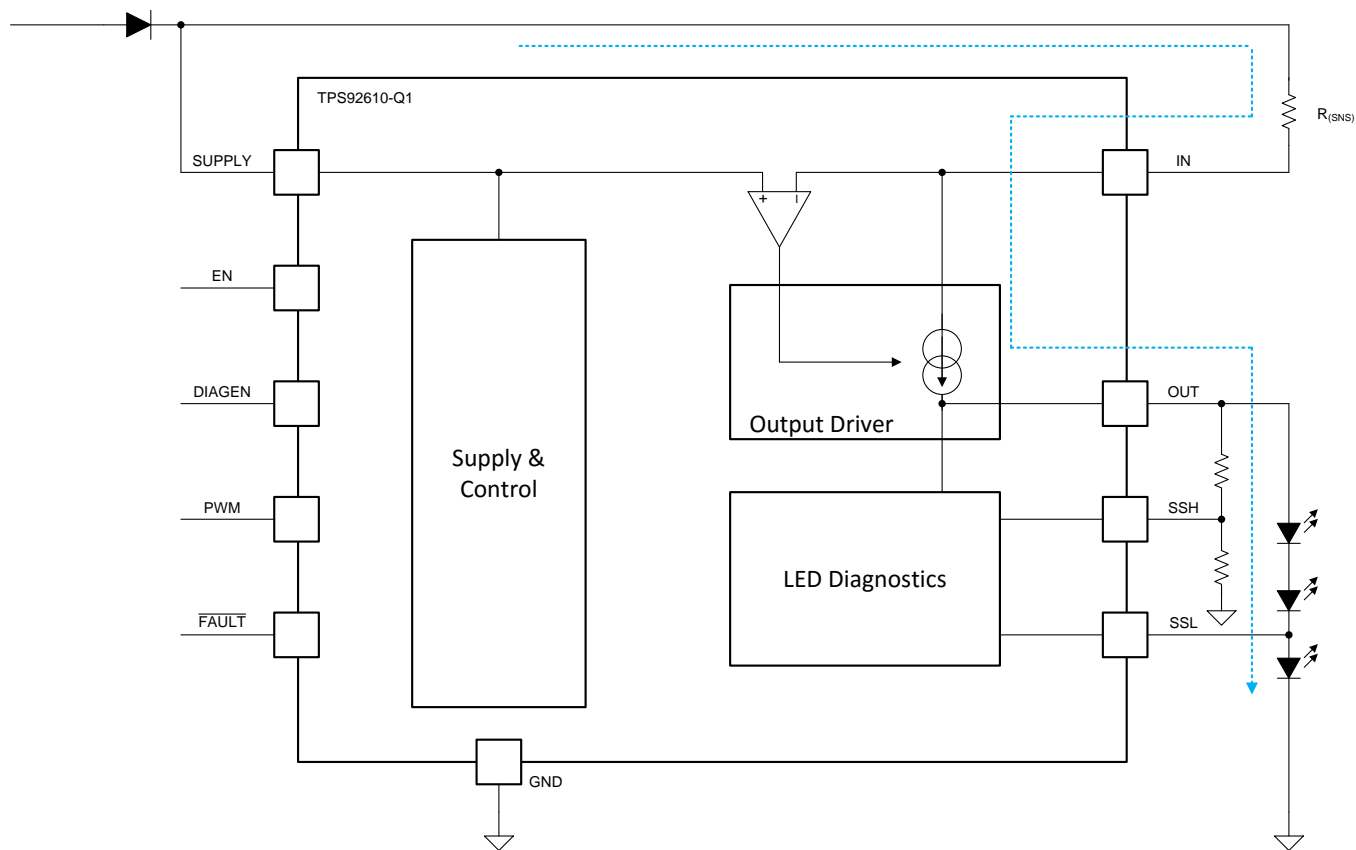 TPS92610-Q1
R(SNS)
SUPPLY
IN
+
–
EN
DIAGEN
OUT
Output Driver
Supply &
Control
PWM
SSH
LED Diagnostics
FAULT
SSL
GND